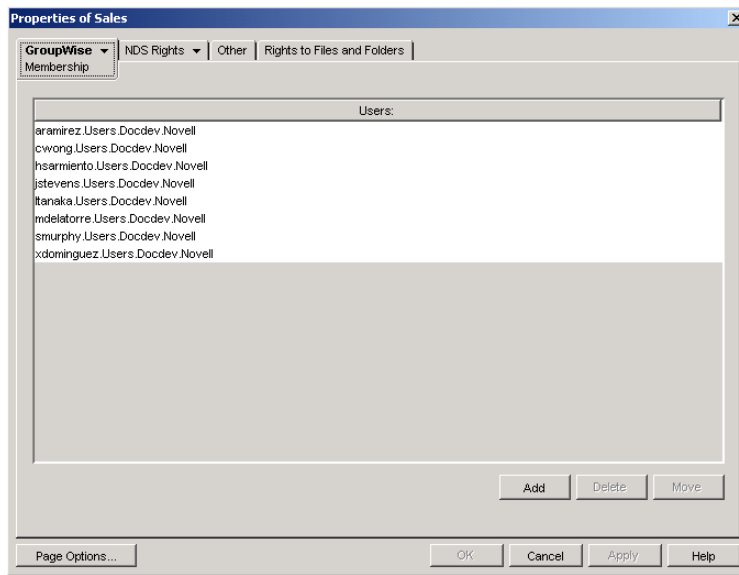 Properties of Sales
GroupWise NDS Rights Other Rights to Files and Folders
Membership
Users:
aramirez.Users.Docdev.Novell
cwong.Users.Docdev.Novell
hsarmiento.Users.Docdev.Novell
jstevens.Users.Docdev.Novell
ltanaka.Users.Docdev.Novell
mdelatorre.Users.Docdev.Novell
smurphy.Users.Docdev.Novell
xdominguez.Users.Docdev.Novell
Add Delete Move
Page Options... OK Cancel Apply Help